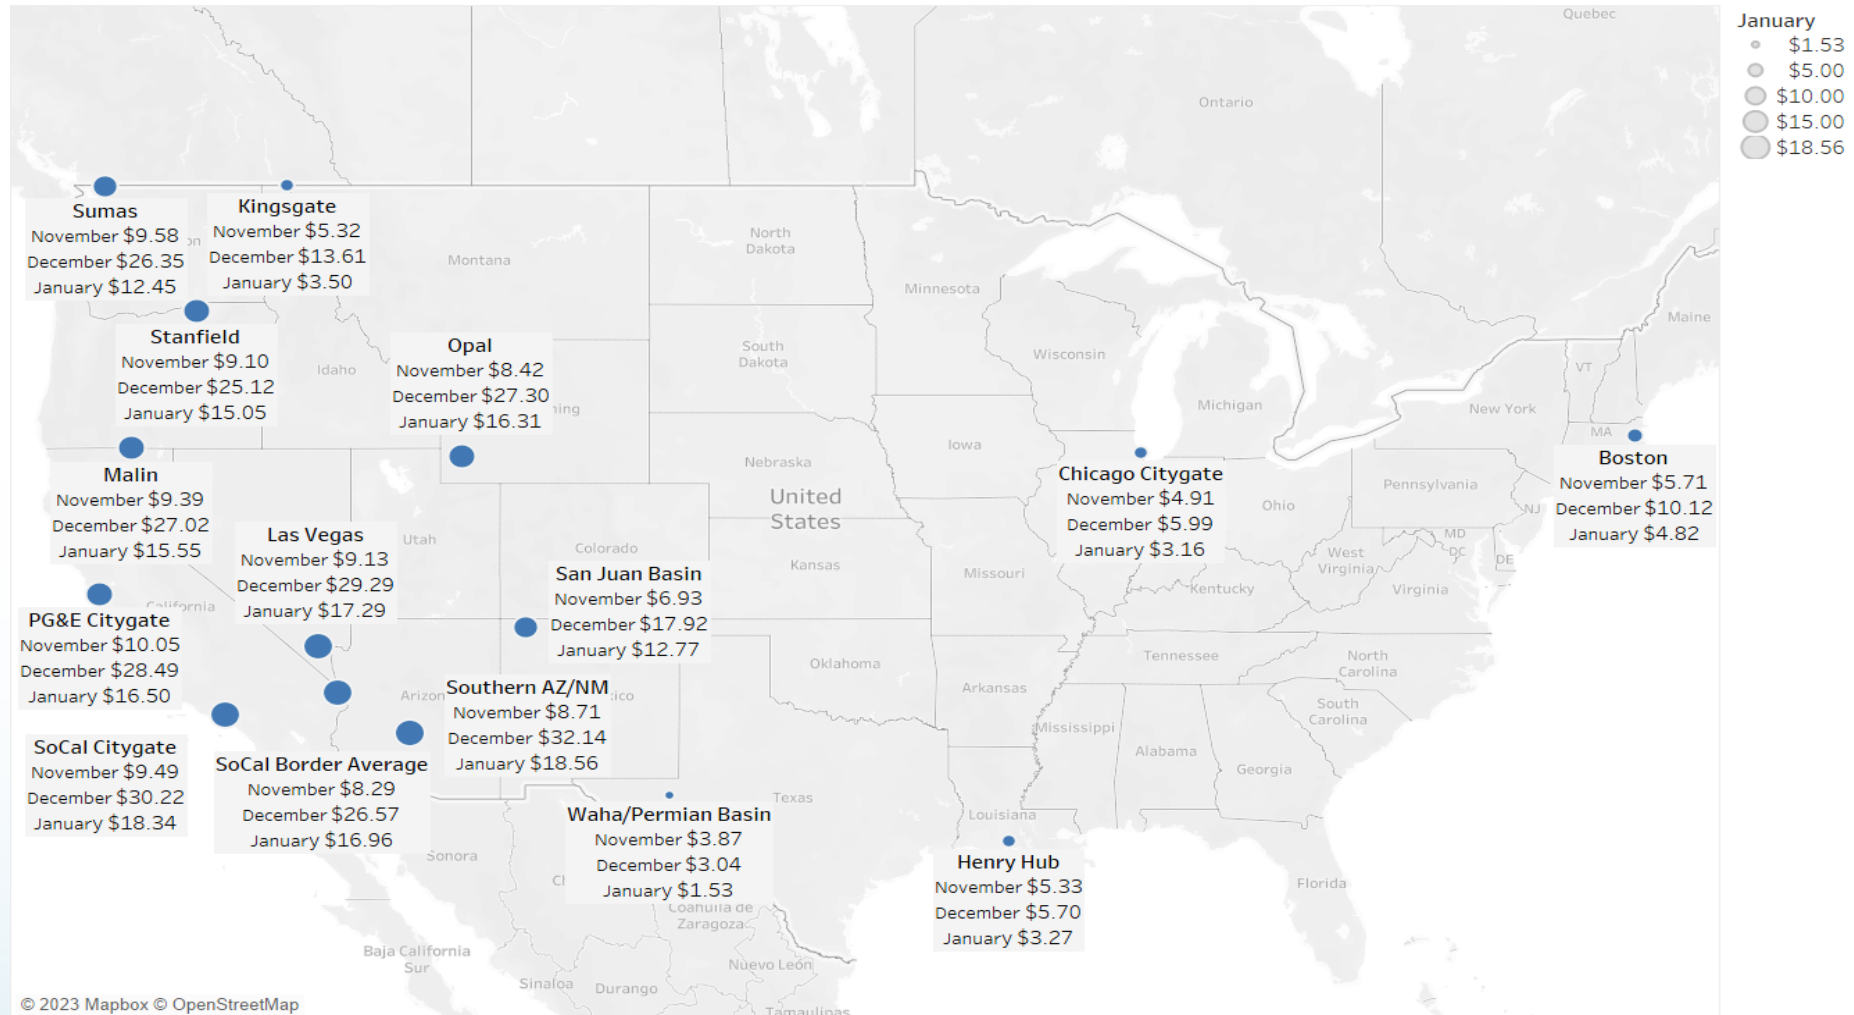 Quebec
Ontario
January
$1.53
$5.00
$10.00
$15.00
$18.56
Sumas
November $9.58
December $26.35
January $12.45
on
Kingsgate
November $5.32
December $13.61
January $3.50
Montana
North
Dakota
Minnesota
Maine
Stanfield
November $9.10
December $25.12
January $15.05
Idaho
Opal
November $8.42
December $27.30
January $16.31
ming
South
Dakota
Wisconsin
Michigan
VT
New York
MA
Boston
November $5.71
December $10.12
January $4.82
Malin
November $9.39
December $27.02
January $15.55
Iowa
Nebraska
Chicago Citygate
November $4.91
December $5.99
January $3.16
Pennsylvania
Ohio
NJ
MD
DC
DE
United
States
Las Vegas
November $9.13
December $29.29
January $17.29
Utah
Colorado
Kansas
Missouri
West
Virginia
Virginia
Kentucky
San Juan Basin
November $6.93
December $17.92
January $12.77
California
PG&E Citygate
November $10.05
December $28.49
January $16.50
Oklahoma
Tennessee
North
Carolina
Arkansas
South
Carolina
Arizon
Southern AZ/NM
November $8.71
December $32.14
January $18.56
xico
Mississippi
Alabama
Georgia
SoCal Citygate
November $9.49
December $30.22
January $18.34
SoCal Border Average
November $8.29
December $26.57
January $16.96
Texas
Louisiana
Waha/Permian Basin
November $3.87
December $3.04
January $1.53
Sonora
Ch
Henry Hub
November $5.33
December $5.70
January $3.27
Florida
Coahuila de
Zaragoza
Baja California
Sur
Nuevo León
Sinaloa
Durango
Tamaulipas
© 2023 Mapbox © OpenStreetMap